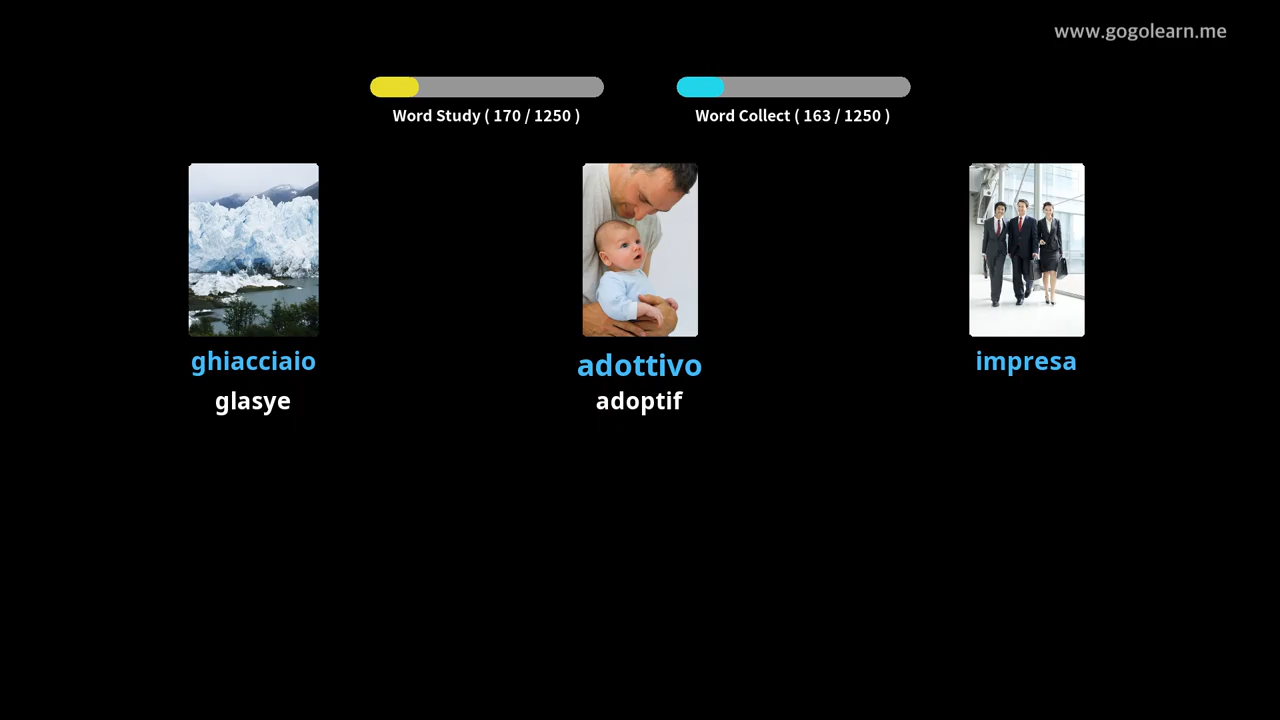 www.gogolearn.me
Word Study ( 170 / 1250 )
Word Collect ( 163 / 1250 )
ghiacciaio
glasye
adottivo
adoptif
impresa